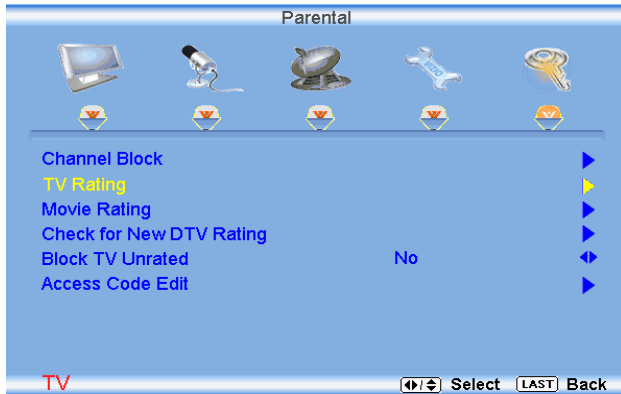 Parental
Channel Block
TV Rating
Movie Rating
Check for New DTV Rating
Block TV Unrated No
Access Code Edit
TV Select LAST Back